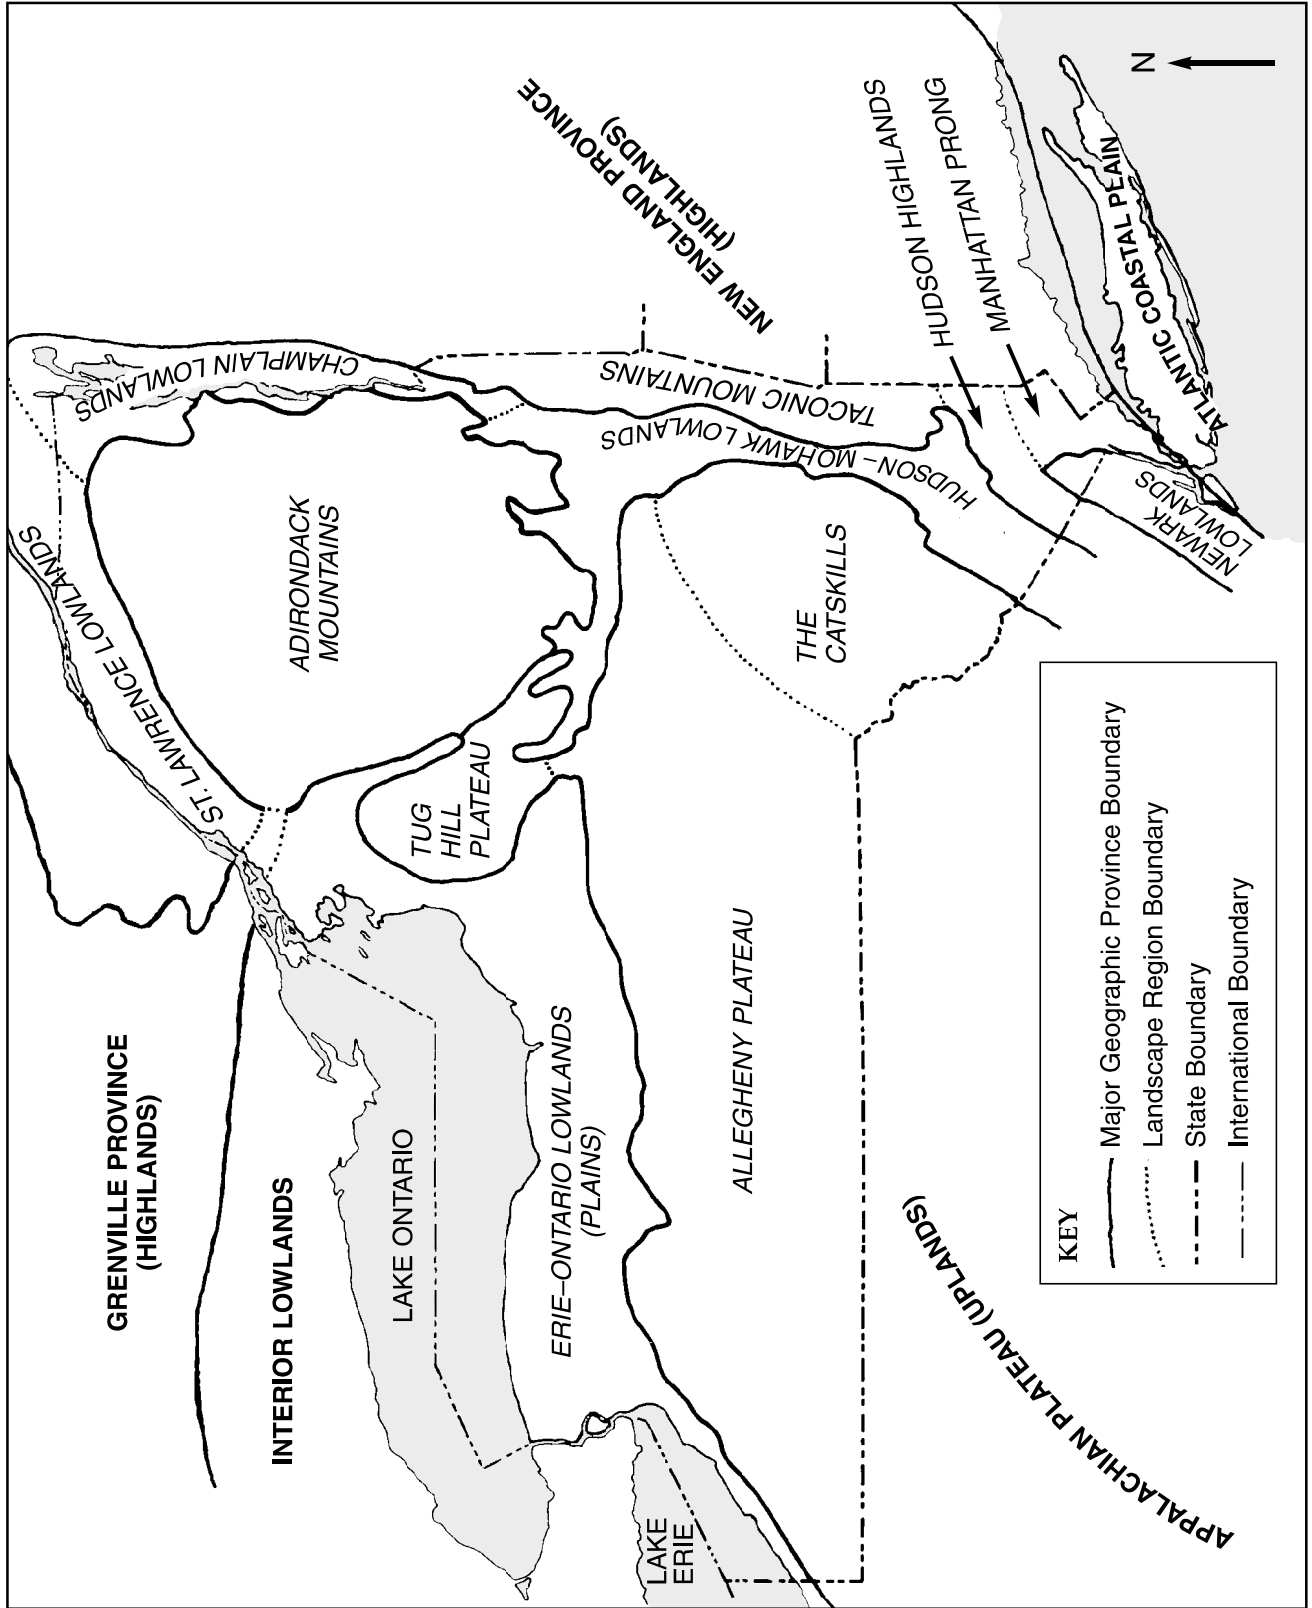 GRENVILLE PROVINCE
(HIGHLANDS)
INTERIOR LOWLANDS
LAKE ONTARIO
ERIE–ONTARIO LOWLANDS
(PLAINS)
LAKE
ERIE
ALLEGHENY PLATEAU
APPALACHIAN PLATEAU (UPLANDS)
TUG
HILL
PLATEAU
ST. LAWRENCE LOWLANDS
ADIRONDACK
MOUNTAINS
CHAMPLAIN LOWLANDS
THE
CATSKILLS
HUDSON–MOHAWK LOWLANDS
TACONIC MOUNTAINS
NEW ENGLAND PROVINCE
(HIGHLANDS)
HUDSON HIGHLANDS
MANHATTAN PRONG
NEWARK
LOWLANDS
ATLANTIC COASTAL PLAIN
N
KEY
Major Geographic Province Boundary
Landscape Region Boundary
State Boundary
International Boundary